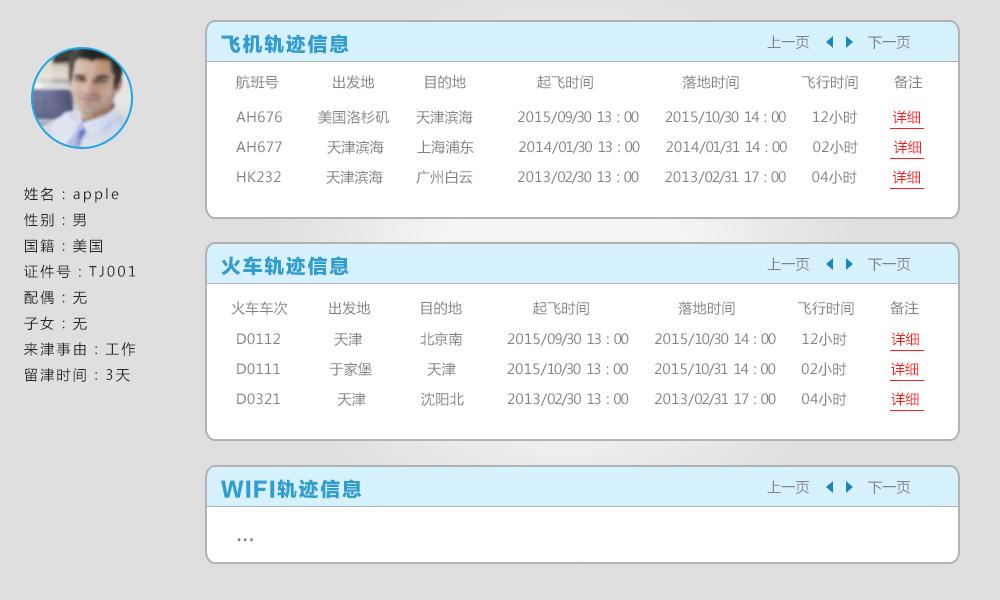 姓名：apple
性别：男
国籍：美国
证件号：TJ001
配偶：无
子女：无
来津事由：工作
留津时间：3天
飞机轨迹信息 上一页 下一页
航班号 出发地 目的地 起飞时间 落地时间 飞行时间 备注
AH676 美国洛杉矶 天津滨海 2015/09/30 13：00 2015/10/30 14：00 12小时 详细
AH677 天津滨海 上海浦东 2014/01/30 13：00 2014/01/31 14：00 02小时 详细
HK232 天津滨海 广州白云 2013/02/30 13：00 2013/02/31 17：00 04小时 详细
火车轨迹信息 上一页 下一页
火车车次 出发地 目的地 起飞时间 落地时间 飞行时间 备注
D0112 天津 北京南 2015/09/30 13：00 2015/10/30 14：00 12小时 详细
D0111 于家堡 天津 2015/10/30 13：00 2015/10/31 14：00 02小时 详细
D0321 天津 沈阳北 2013/02/30 13：00 2013/02/31 17：00 04小时 详细
WIFI轨迹信息 上一页 下一页
...